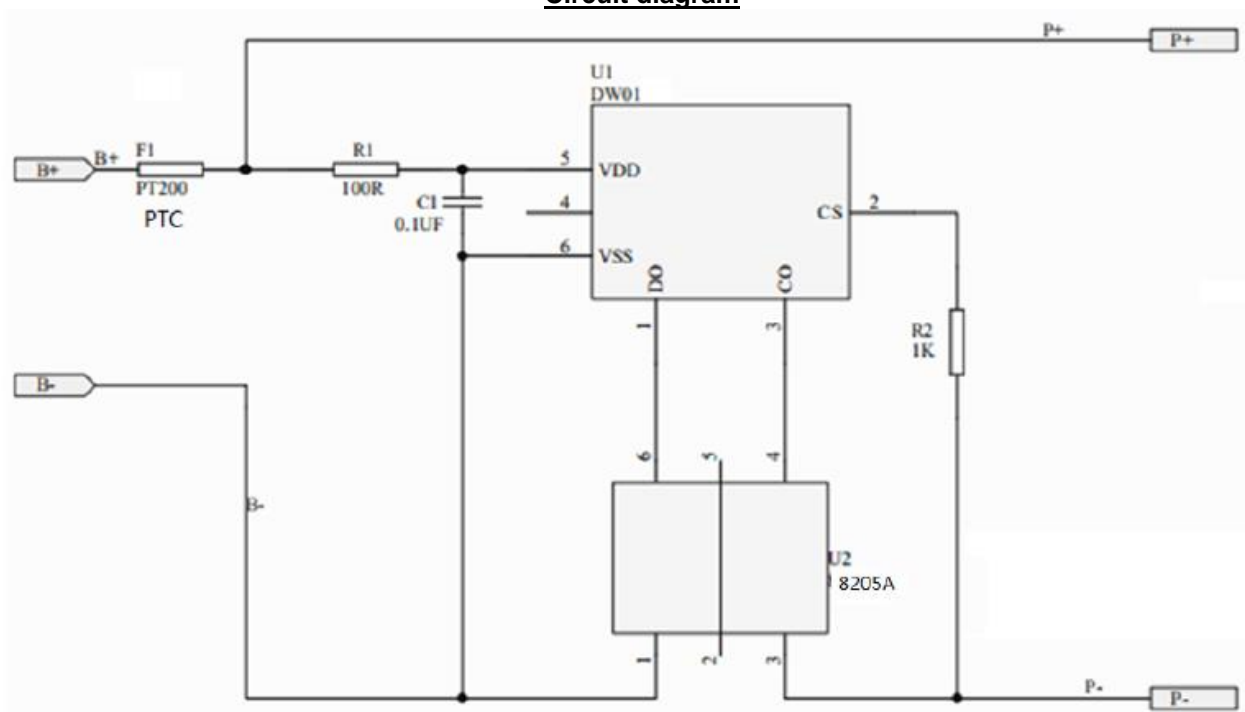 Circuit diagram
P+
P+
U1
DW01
B+
B+
F1
PT200
PTC
R1
100R
C1
0.1UF
5
VDD
4
6
VSS
CS
2
DO
CO
1
3
R2
1K
B-
B-
6
5
4
U2
8205A
1
2
3
P-
P-